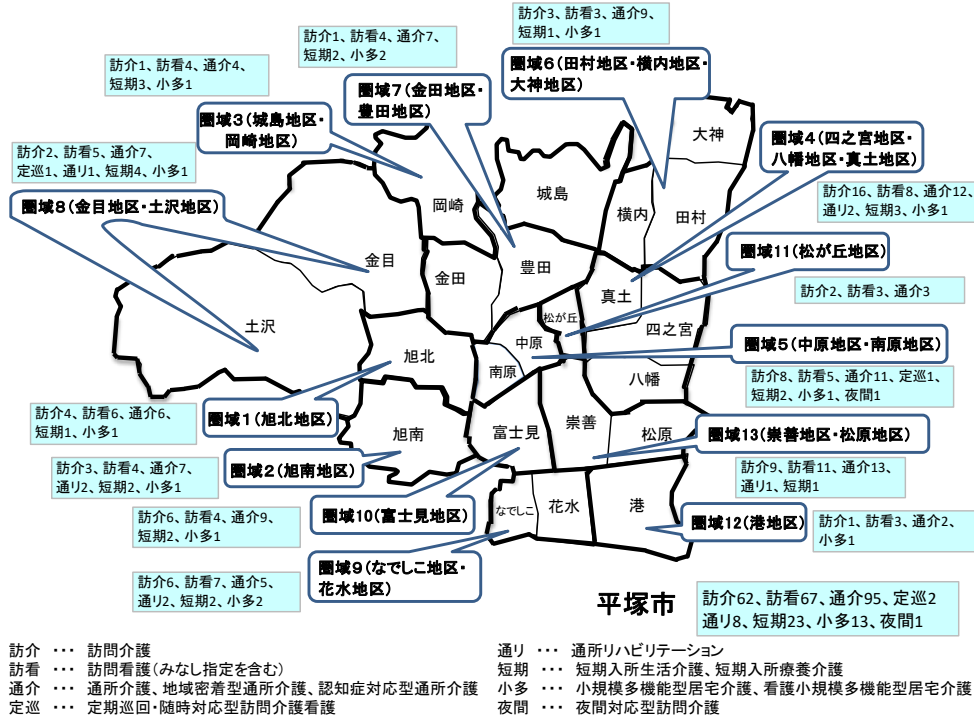 訪介3、訪看3、通介9、
短期1、小多1
訪介1、訪看4、通介7、
短期2、小多2
訪介1、訪看4、通介4、
短期3、小多1
圏域6(田村地区・横内地区・
大神地区)
圏域7(金田地区・
豊田地区)
圏域3(城島地区・
岡崎地区)
圏域4(四之宮地区・
八幡地区・真土地区)
訪介2、訪看5、通介7、
定巡1、通リ1、短期4、小多1
訪介16、訪看8、通介12、
通リ2、短期3、小多1
圏域8(金目地区・土沢地区)
圏域11(松が丘地区)
訪介2、訪看3、通介3
大神
城島
岡崎
横内
田村
金目
金田
豊田
真土
松が丘
四之宮
土沢
中原
旭北
南原
八幡
旭南
富士見
崇善
松原
なでしこ
花水
港
圏域5(中原地区・南原地区)
訪介8、訪看5、通介11、定巡1、
短期2、小多1、夜間1
訪介4、訪看6、通介6、
短期1、小多1
圏域1(旭北地区)
圏域13(崇善地区・松原地区)
訪介3、訪看4、通介7、
通リ2、短期2、小多1
圏域2(旭南地区)
訪介9、訪看11、通介13、
通リ1、短期1
訪介6、訪看4、通介9、
短期2、小多1
圏域10(富士見地区)
圏域12(港地区)
訪介1、訪看3、通介2、
小多1
訪介6、訪看7、通介5、
通リ2、短期2、小多2
圏域9(なでしこ地区・
花水地区)
平塚市
訪介62、訪看67、通介95、定巡2
通リ8、短期23、小多13、夜間1
訪介 ・・・ 訪問介護
訪看 ・・・ 訪問看護(みなし指定を含む)
通介 ・・・ 通所介護、地域密着型通所介護、認知症対応型通所介護
定巡 ・・・ 定期巡回・随時対応型訪問介護看護
通リ ・・・ 通所リハビリテーション
短期 ・・・ 短期入所生活介護、短期入所療養介護
小多 ・・・ 小規模多機能型居宅介護、看護小規模多機能型居宅介護
夜間 ・・・ 夜間対応型訪問介護